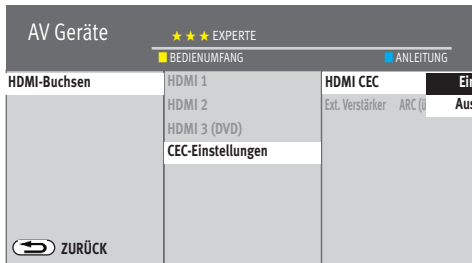 AV Geräte
★ ★ ★ EXPERTE
BEDIENUMFANG
ANLEITUNG
HDMI-Buchsen
HDMI 1
HDMI CEC
HDMI 2
Ext. Verstärker ARC
HDMI 3 (DVD)
CEC-Einstellungen
ZURÜCK